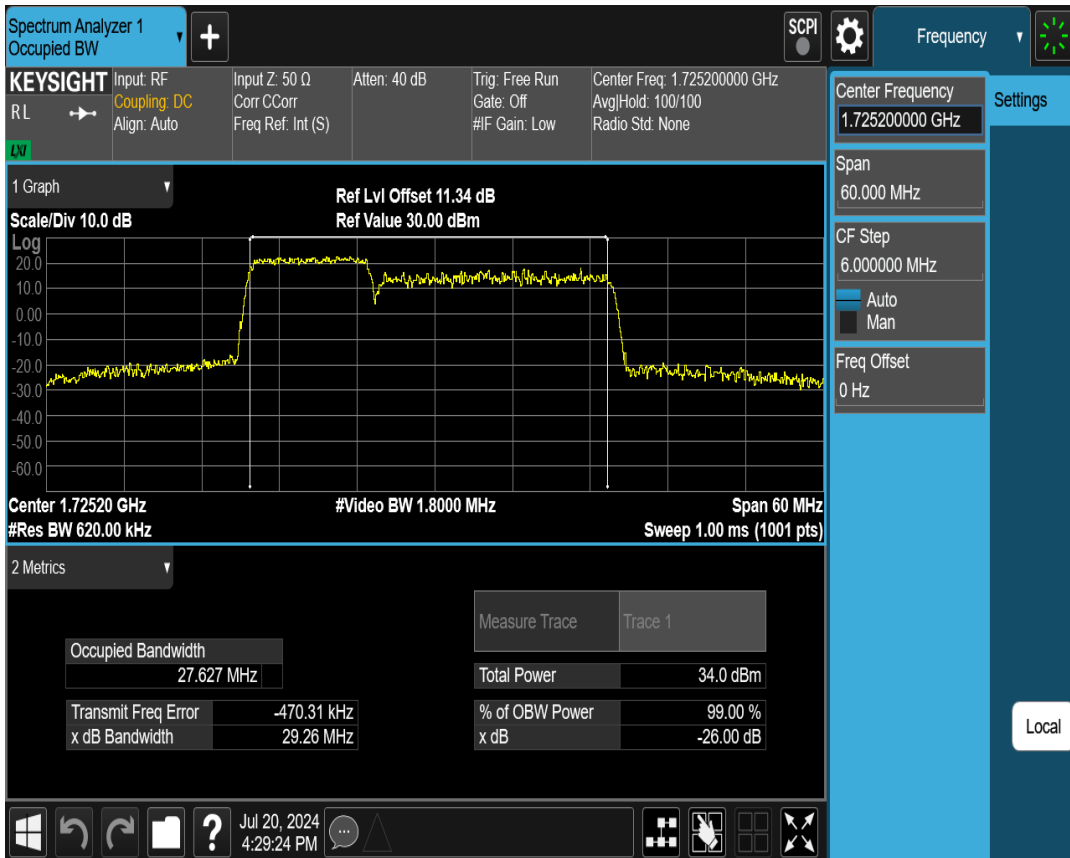 Spectrum Analyzer 1
Occupied BW
+
SCPI
Frequency
KEYSIGHT
RL
LXI
Input: RF
Coupling: DC
Align: Auto
Input Z: 50 Ω
Corr CCorr
Freq Ref: Int (S)
Atten: 40 dB
Trig: Free Run
Gate: Off
#IF Gain: Low
Center Freq: 1.725200000 GHz
Avg|Hold: 100/100
Radio Std: None
Center Frequency
1.725200000 GHz
Settings
Span
60.000 MHz
CF Step
6.000000 MHz
Auto
Man
Freq Offset
0 Hz
Local
1 Graph
Scale/Div 10.0 dB
Ref Lvl Offset 11.34 dB
Ref Value 30.00 dBm
Log
20.0
10.0
0.00
-10.0
-20.0
-30.0
-40.0
-50.0
-60.0
Center 1.72520 GHz
#Video BW 1.8000 MHz
Span 60 MHz
#Res BW 620.00 kHz
Sweep 1.00 ms (1001 pts)
2 Metrics
Measure Trace
Trace 1
Occupied Bandwidth
27.627 MHz
Total Power
34.0 dBm
Transmit Freq Error
-470.31 kHz
% of OBW Power
99.00 %
x dB Bandwidth
29.26 MHz
x dB
-26.00 dB
?
Jul 20, 2024
4:29:24 PM